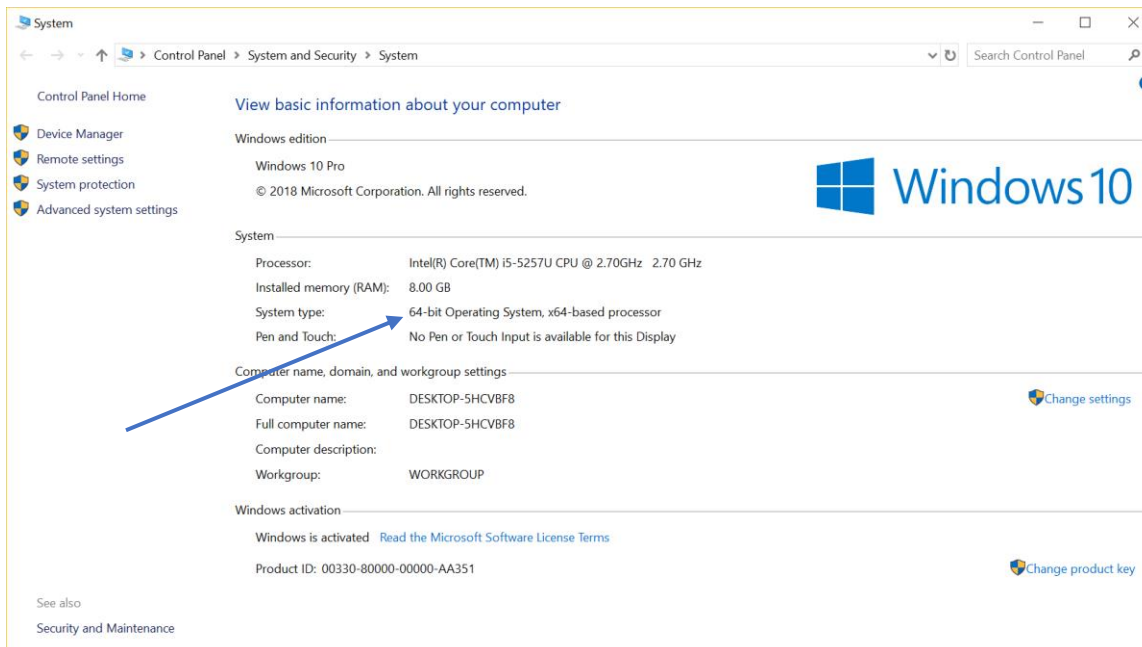 System
Control Panel > System and Security > System
Search Control Panel
Control Panel Home
Device Manager
Remote settings
System protection
Advanced system settings
View basic information about your computer
Windows edition
Windows 10 Pro
© 2018 Microsoft Corporation. All rights reserved.
Windows 10
System
Processor: Intel(R) Core(TM) i5-5257U CPU @ 2.70GHz 2.70 GHz
Installed memory (RAM): 8.00 GB
System type: 64-bit Operating System, x64-based processor
Pen and Touch: No Pen or Touch Input is available for this Display
Computer name, domain, and workgroup settings
Computer name: DESKTOP-5HCVBF8
Change settings
Full computer name: DESKTOP-5HCVBF8
Computer description:
Workgroup: WORKGROUP
Windows activation
Windows is activated Read the Microsoft Software License Terms
Product ID: 00330-80000-00000-AA351
Change product key
See also
Security and Maintenance